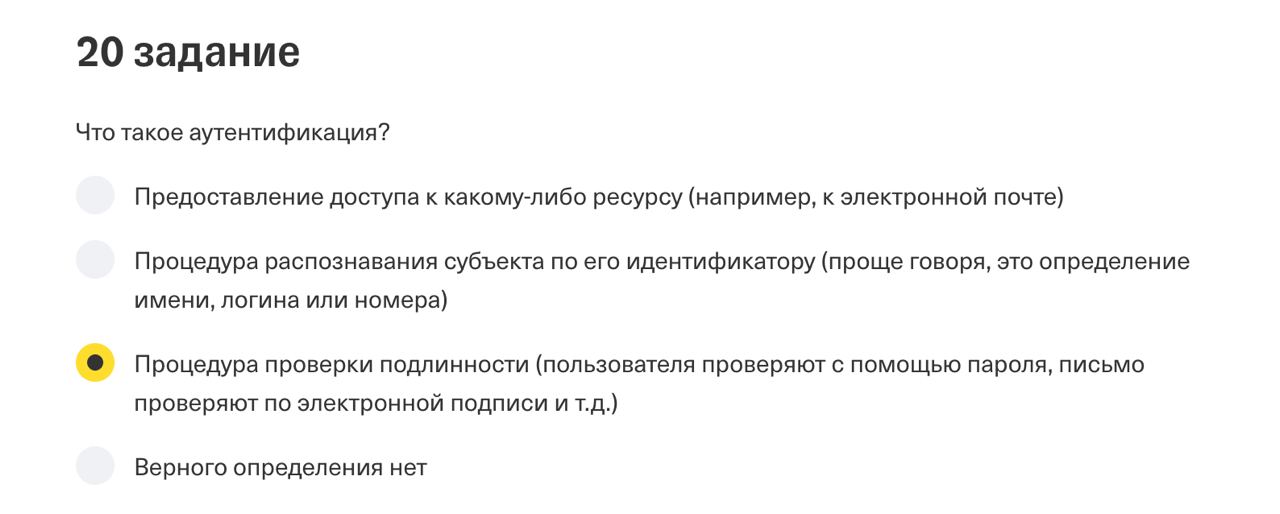 20 задание
Что такое аутентификация?
Предоставление доступа к какому-либо ресурсу (например, к электронной почте)
Процедура распознавания субъекта по его идентификатору (проще говоря, это определение
имени, логина или номера)
Процедура проверки подлинности (пользователя проверяют с помощью пароля, письмо
проверяют по электронной подписи и т.д.)
Верного определения нет